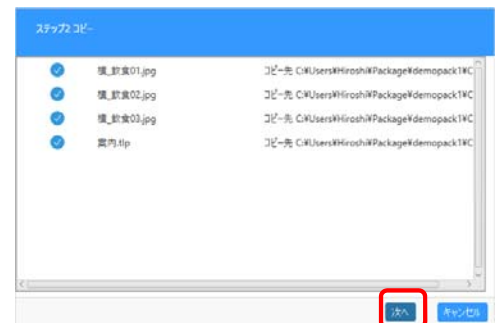 ステップ2 コピー
横_飲食01.jpg コピー先 C:¥Users¥Hiroshi¥Package¥demopack1¥C
横_飲食02.jpg コピー先 C:¥Users¥Hiroshi¥Package¥demopack1¥C
横_飲食03.jpg コピー先 C:¥Users¥Hiroshi¥Package¥demopack1¥C
案内.tlp コピー先 C:¥Users¥Hiroshi¥Package¥demopack1¥C
次へ キャンセル